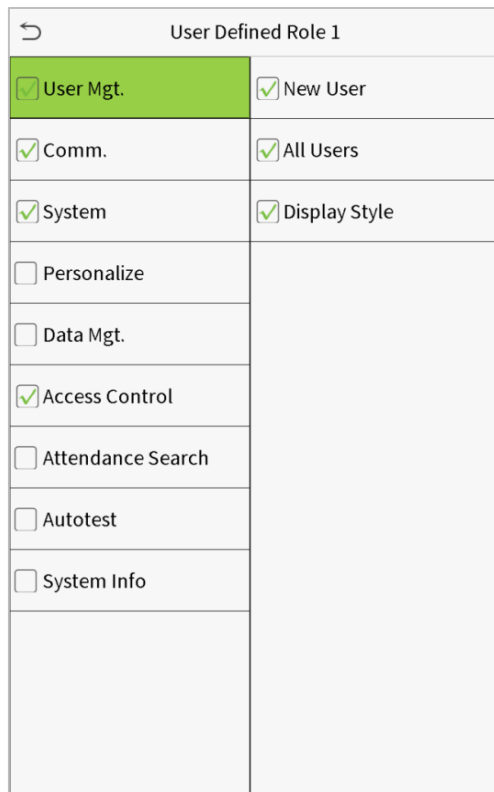 User Defined Role 1
User Mgt.
New User
Comm.
All Users
System
Display Style
Personalize
Data Mgt.
Access Control
Attendance Search
Autotest
System Info